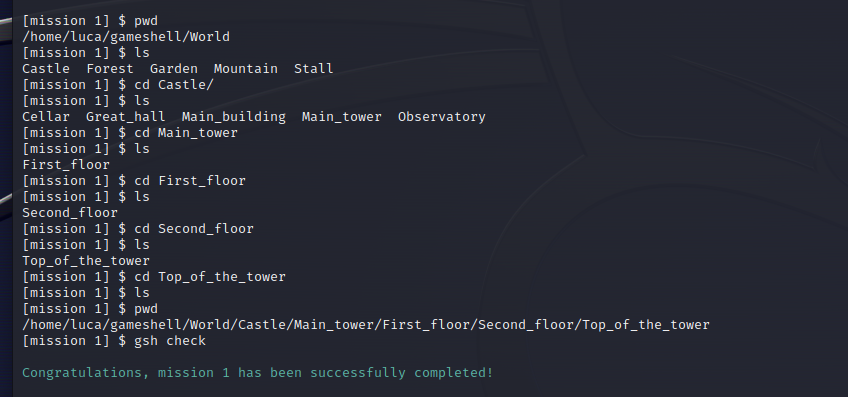 [mission 1] $ pwd
/home/luca/gameshell/World
[mission 1] $ ls
Castle  Forest  Garden  Mountain  Stall
[mission 1] $ cd Castle/
[mission 1] $ ls
Cellar  Great_hall  Main_building  Main_tower  Observatory
[mission 1] $ cd Main_tower
[mission 1] $ ls
First_floor
[mission 1] $ cd First_floor
[mission 1] $ ls
Second_floor
[mission 1] $ cd Second_floor
[mission 1] $ ls
Top_of_the_tower
[mission 1] $ cd Top_of_the_tower
[mission 1] $ ls
[mission 1] $ pwd
/home/luca/gameshell/World/Castle/Main_tower/First_floor/Second_floor/Top_of_the_tower
[mission 1] $ gsh check
Congratulations, mission 1 has been successfully completed!